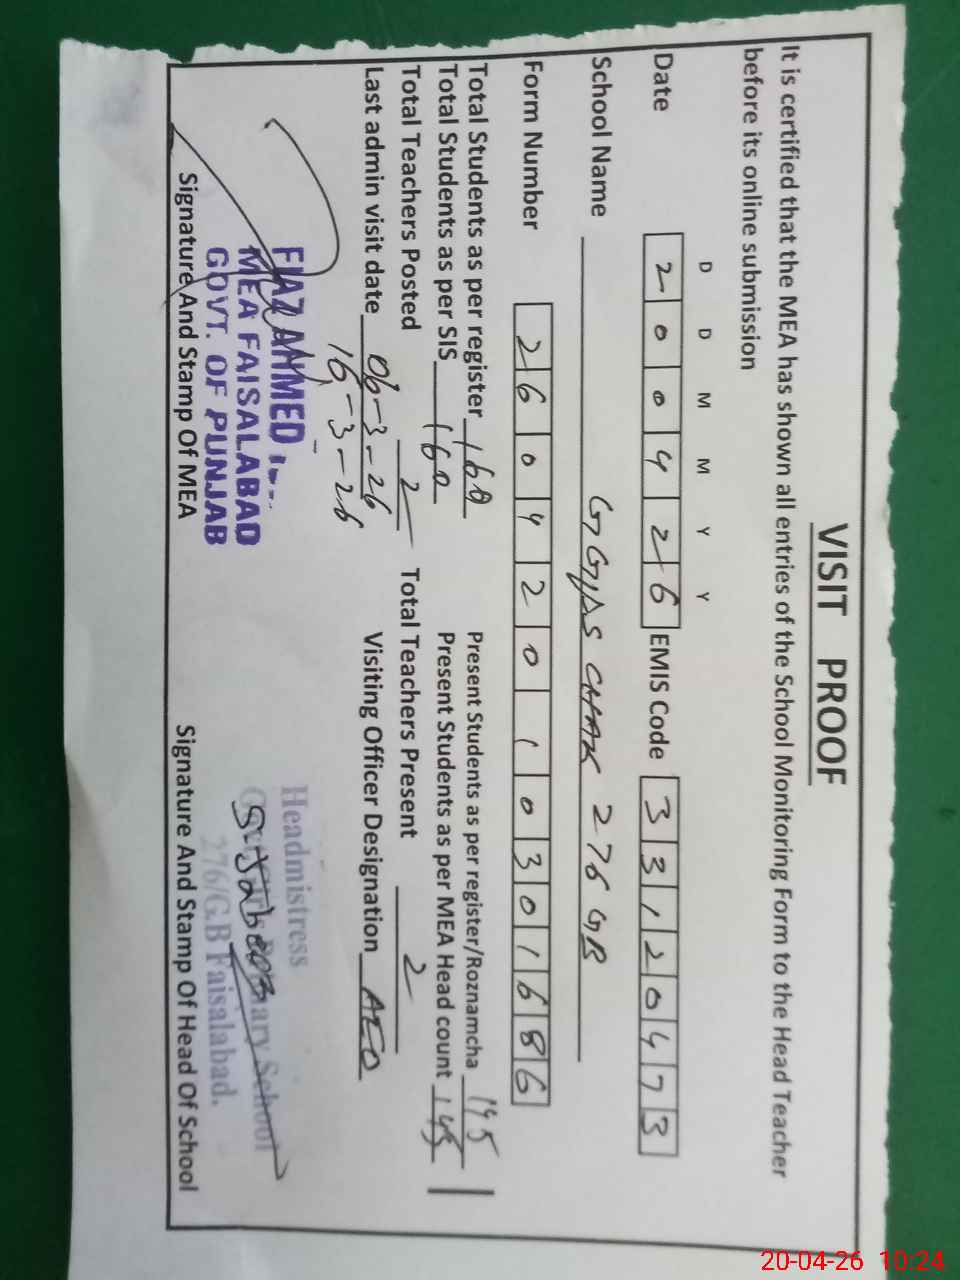 VISIT PROOF
It is certified that the MEA has shown all entries of the School Monitoring Form to the Head Teacher
before its online submission
D D M M Y Y
Date 2 0 0 4 2 6 EMIS Code 3 3 1 2 0 4 7 3
School Name GGPS CHAK 276 GB
Form Number 2 6 0 4 2 0 1 0 3 0 1 6 8 6
Total Students as per register 160 Present Students as per register/Roznamcha 145
Total Students as per SIS 160 Present Students as per MEA Head count 145
Total Teachers Posted 2 Total Teachers Present 2
Last admin visit date 06-3-26 Visiting Officer Designation AEO
16-3-26
FIAZ AHMED
MEA FAISALABAD
GOVT. OF PUNJAB
Headmistress
Primary School
276/G.B Faisalabad.
Signature And Stamp Of MEA Signature And Stamp Of Head Of School
20-04-26 10:24